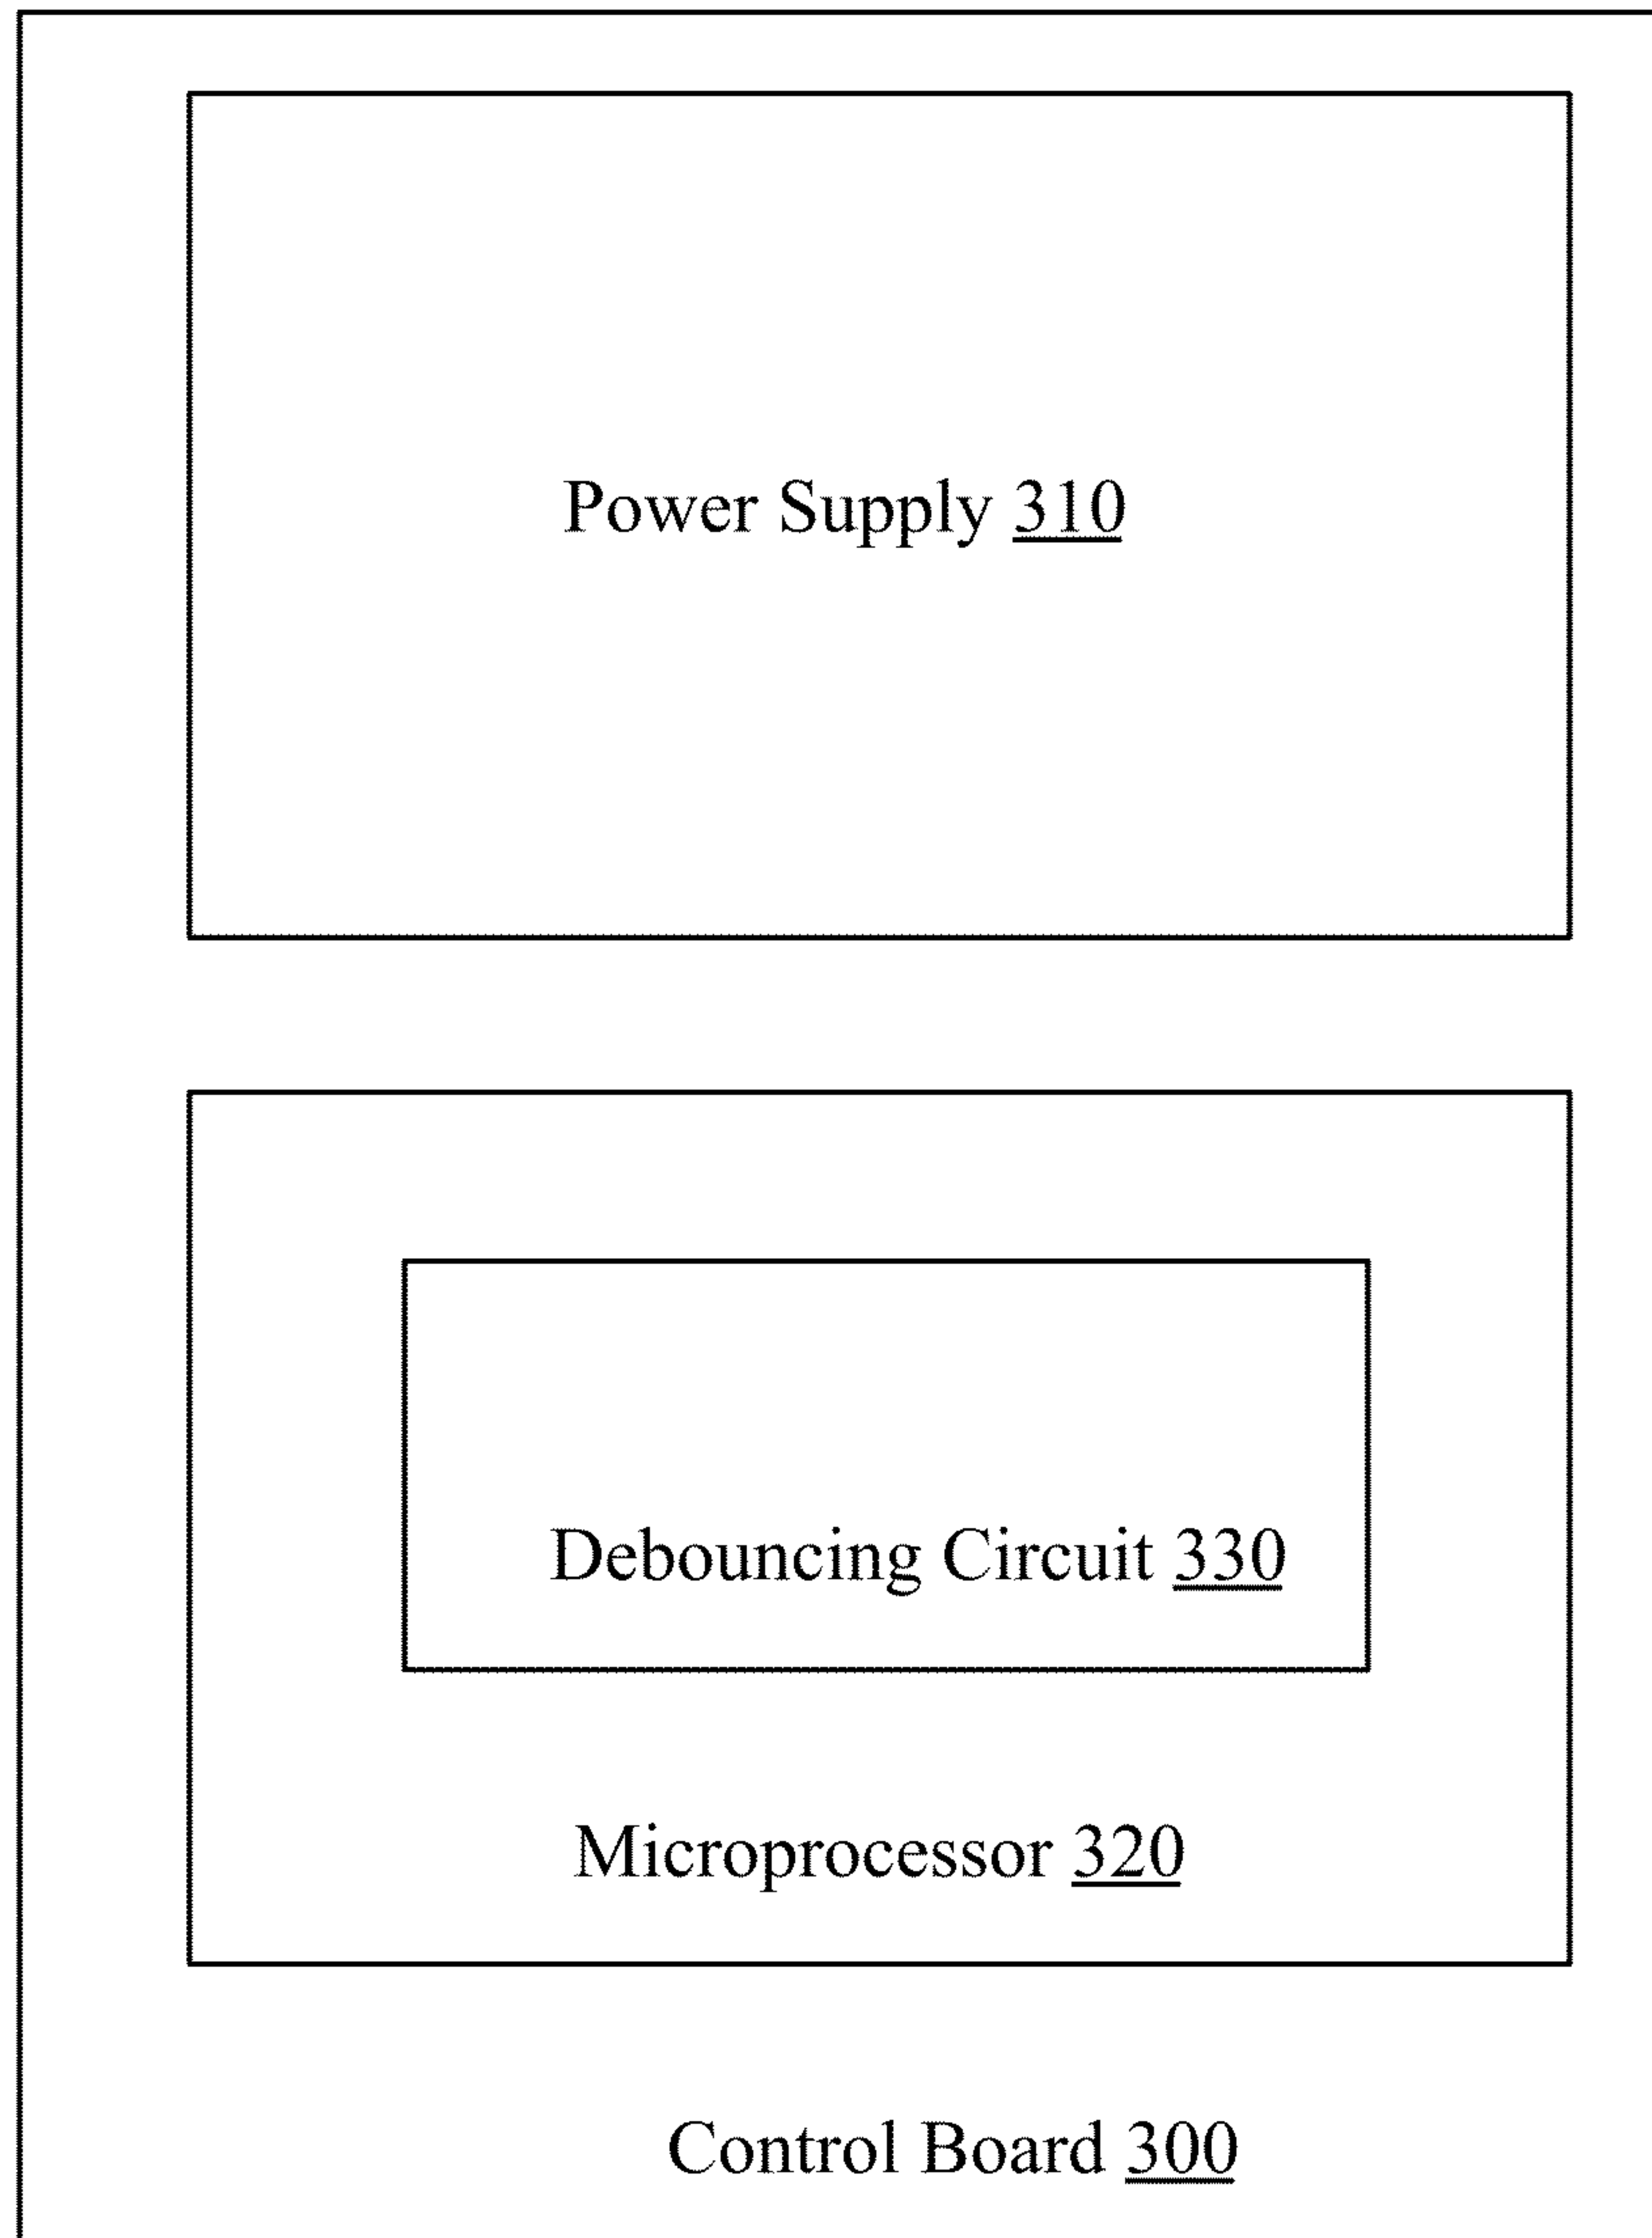 Power Supply 310
Debouncing Circuit 330
Microprocessor 320
Control Board 300